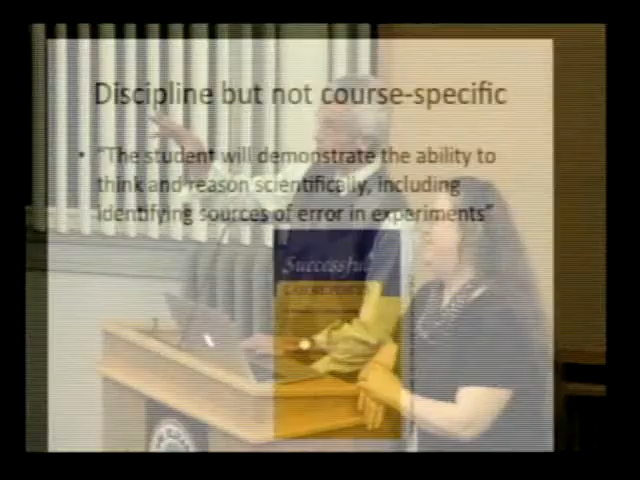 Discipline but not course-specific
• "The student will demonstrate the ability to
think and reason scientifically, including
identifying sources of error in experiments"
Successful